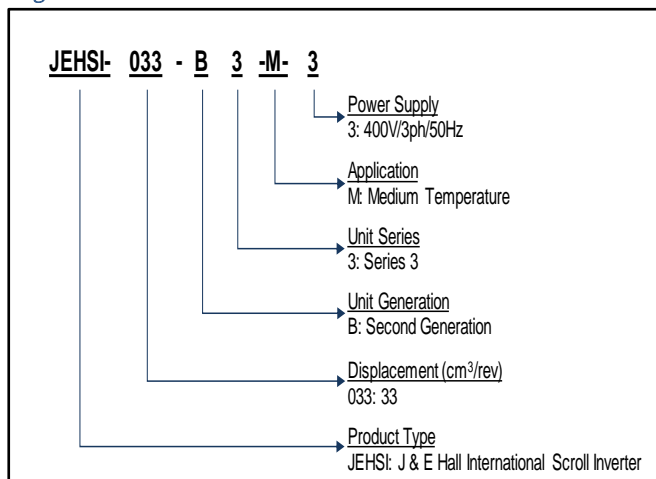 JEHSI- 033 - B 3 -M- 3
Power Supply
3: 400V/3ph/50Hz
Application
M: Medium Temperature
Unit Series
3: Series 3
Unit Generation
B: Second Generation
Displacement (cm³/rev)
033: 33
Product Type
JEHSI: J & E Hall International Scroll Inverter